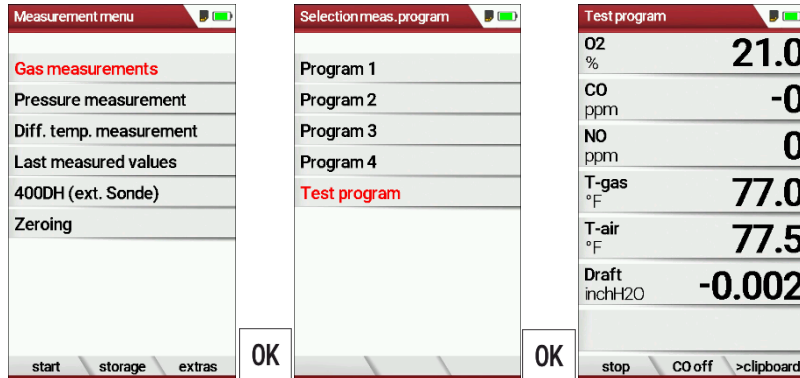 Measurement menu
Gas measurements
Pressure measurement
Diff. temp. measurement
Last measured values
400DH (ext. Sonde)
Zeroing
start storage extras
OK
Selection meas. program
Program 1
Program 2
Program 3
Program 4
Test program
OK
Test program
O2 21.0
%
CO -0
ppm
NO 0
ppm
T-gas 77.0
°F
T-air 77.5
°F
Draft -0.002
inchH2O
stop CO off >clipboard